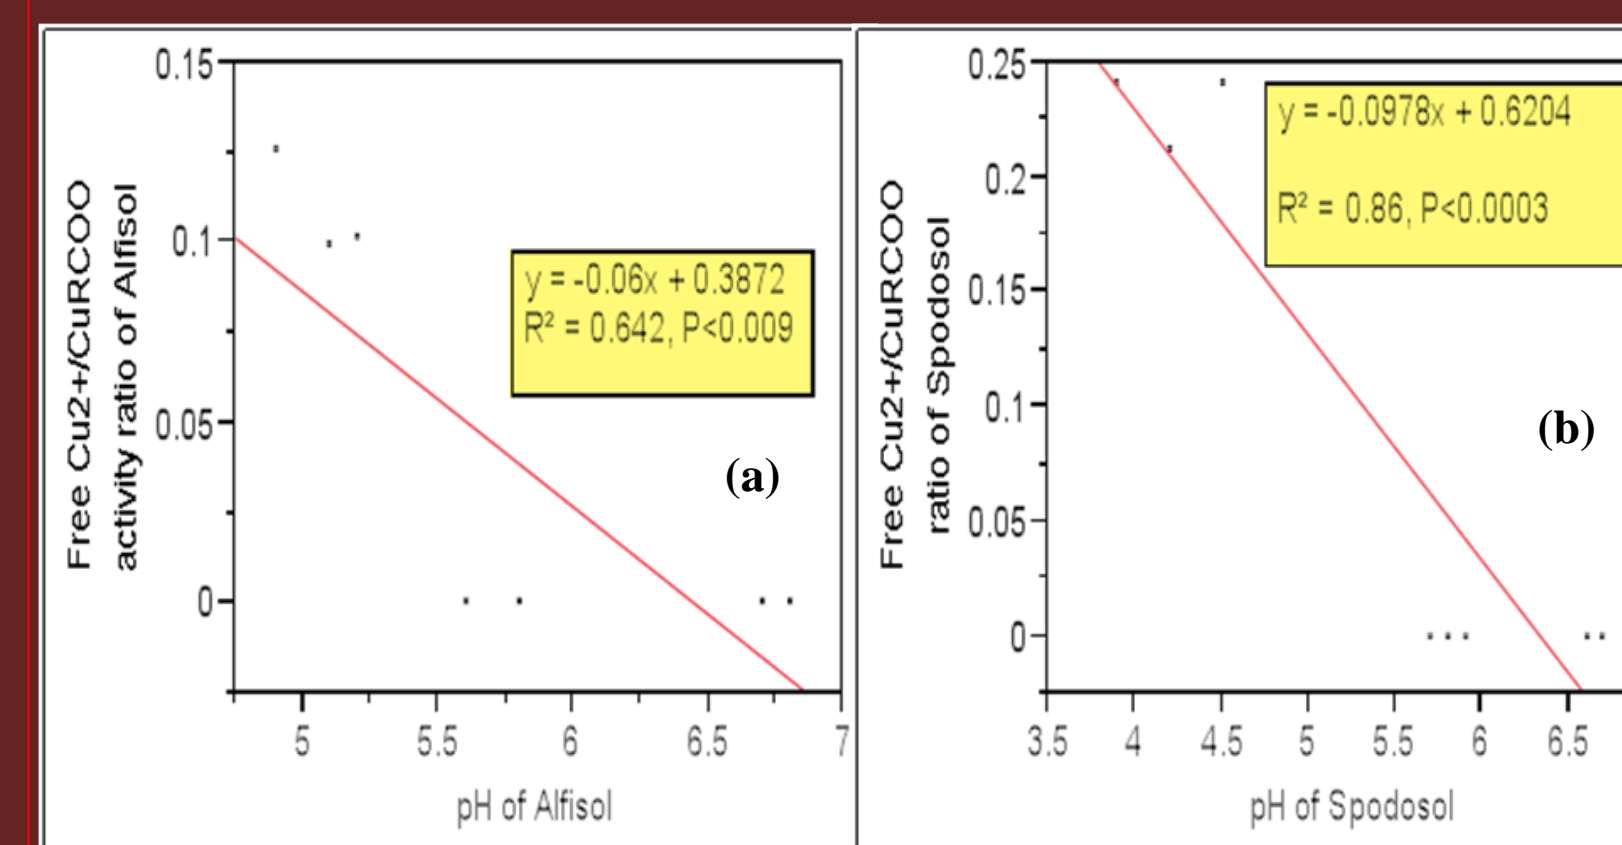 Free Cu2+/CuRCOO
activity ratio of Alfisol
0.15
0.1
0.05
0
y = -0.06x + 0.3872
R² = 0.642, P<0.009
(a)
5
5.5
6
6.5
7
pH of Alfisol
Free Cu2+/CuRCOO
ratio of Spodosol
0.25
0.2
0.15
0.1
0.05
0
y = -0.0978x + 0.6204
R² = 0.86, P<0.0003
(b)
3.5
4
4.5
5
5.5
6
6.5
pH of Spodosol